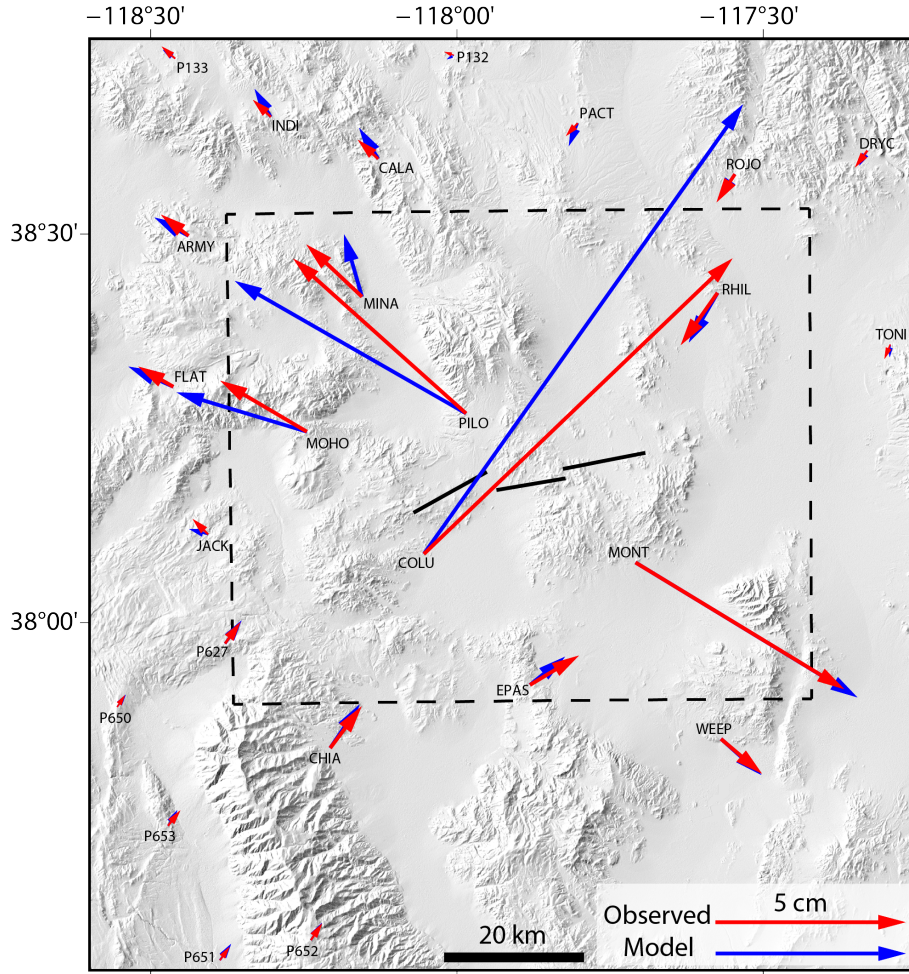 −118°30' −118°00' −117°30'
P133
P132
INDI
PACT
CALA
DRYC
ROJO
38°30'
ARMY
RHIL
MINA
TONI
FLAT
PILO
MOHO
JACK
COLU
MONT
38°00'
P627
EPAS
P650
WEEP
CHIA
P653
5 cm
Observed
20 km
Model
P652
P651